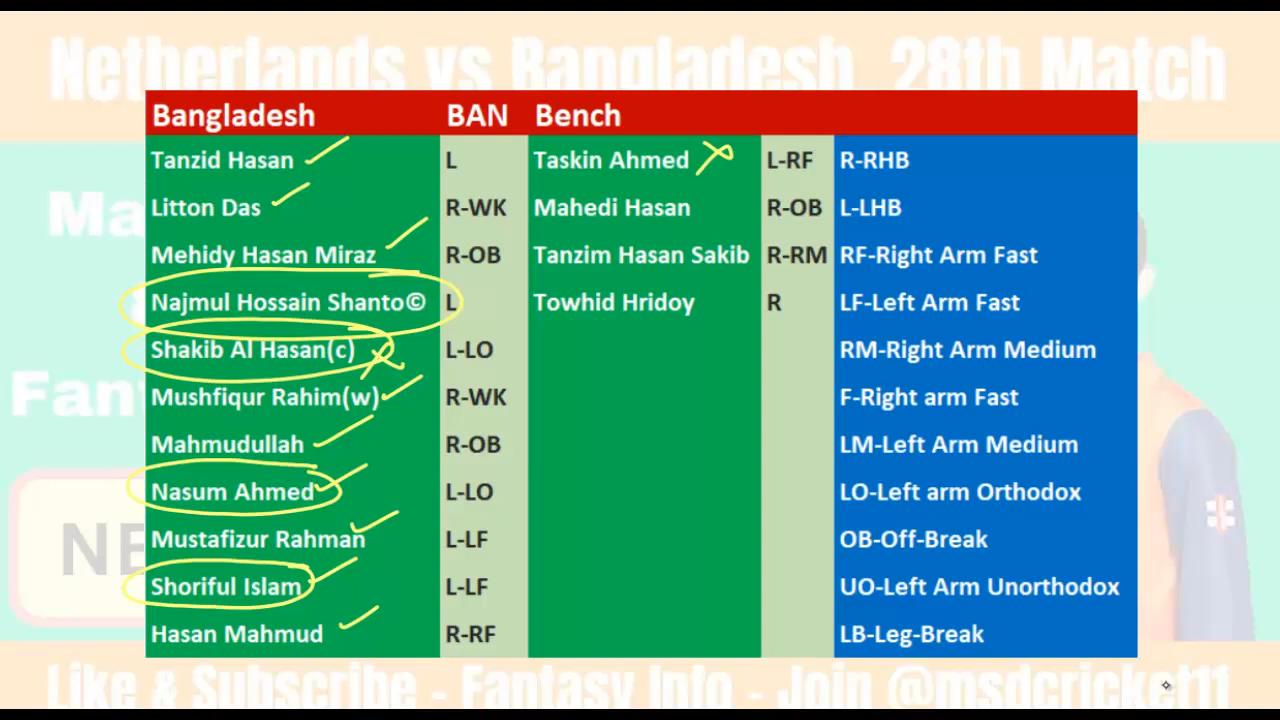 Netherlands vs Bangladesh, 28th Match
Bangladesh BAN Bench
Tanzid Hasan L Taskin Ahmed L-RF R-RHB
Litton Das R-WK Mahedi Hasan R-OB L-LHB
Mehidy Hasan Miraz R-OB Tanzim Hasan Sakib R-RM RF-Right Arm Fast
Najmul Hossain Shanto© L Towhid Hridoy R LF-Left Arm Fast
Shakib Al Hasan(c) L-LO RM-Right Arm Medium
Mushfiqur Rahim(w) R-WK F-Right arm Fast
Mahmudullah R-OB LM-Left Arm Medium
Nasum Ahmed L-LO LO-Left arm Orthodox
Mustafizur Rahman L-LF OB-Off-Break
Shoriful Islam L-LF UO-Left Arm Unorthodox
Hasan Mahmud R-RF LB-Leg-Break
Like & Subscribe - Fantasy Info - Join @msdcricket11